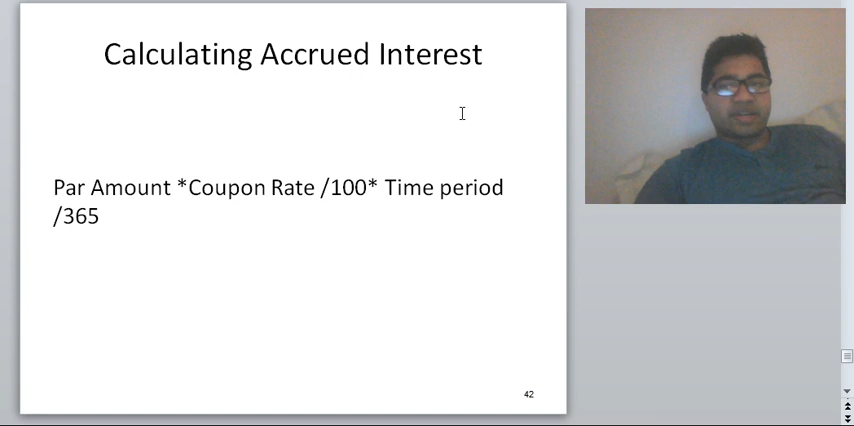 Calculating Accrued Interest
Par Amount *Coupon Rate /100* Time period
/365
42